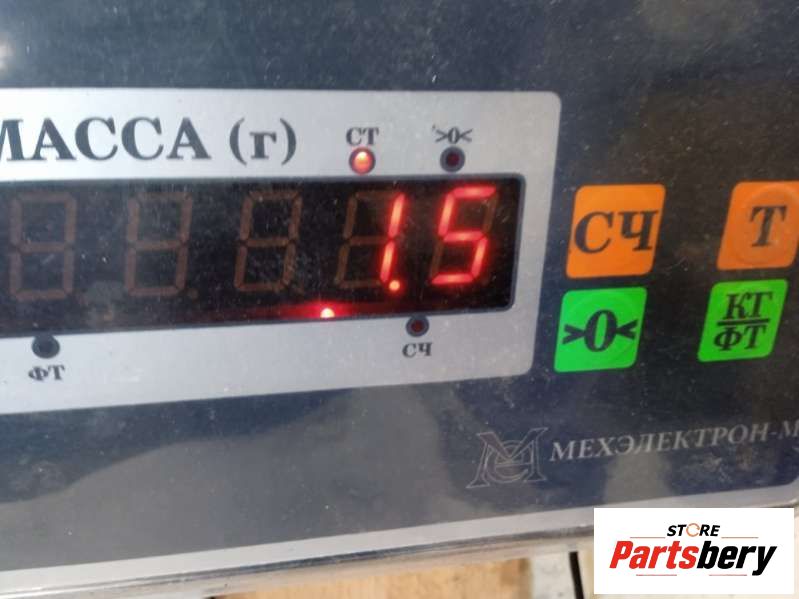 МАССА (г)
СТ
>0<
1.5
СЧ
Т
>0<
КТ
ФТ
ФТ
СЧ
МЕХЭЛЕКТРОН-М
STORE
Partsbery